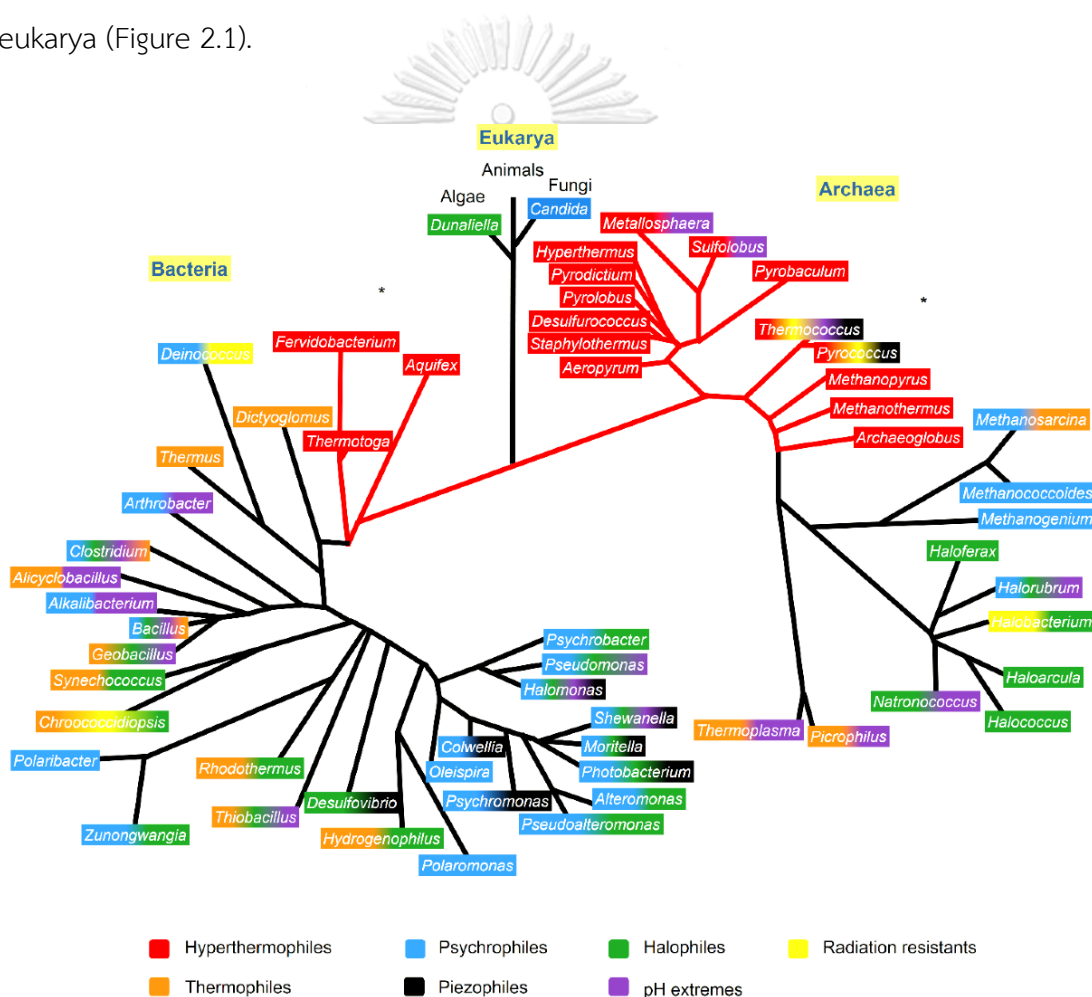 eukarya (Figure 2.1).
Eukarya
Animals
Algae
Fungi
Dunaliella
Candida
Archaea
Metallosphaera
Sulfolobus
Hyperthermus
Pyrodictium
Pyrolobus
Desulfurococcus
Staphylothermus
Aeropyrum
Pyrobaculum
Thermococcus
Pyrococcus
Methanopyrus
Methanothermus
Archaeoglobus
Methanosarcina
Methanococcoides
Methanogenium
Haloferax
Halorubrum
Halobacterium
Haloarcula
Halococcus
Natronococcus
Picrophilus
Thermoplasma
Bacteria
*
*
Fervidobacterium
Aquifex
Thermotoga
Deinococcus
Dictyoglomus
Thermus
Arthrobacter
Clostridium
Alicyclobacillus
Alkalibacterium
Bacillus
Geobacillus
Synechococcus
Chroococcidiopsis
Polaribacter
Zunongwangia
Rhodothermus
Thiobacillus
Desulfovibrio
Hydrogenophilus
Polaromonas
Oleispira
Colwellia
Psychromonas
Pseudoalteromonas
Alteromonas
Photobacterium
Moritella
Shewanella
Halomonas
Pseudomonas
Psychrobacter
Hyperthermophiles
Psychrophiles
Halophiles
Radiation resistants
Thermophiles
Piezophiles
pH extremes